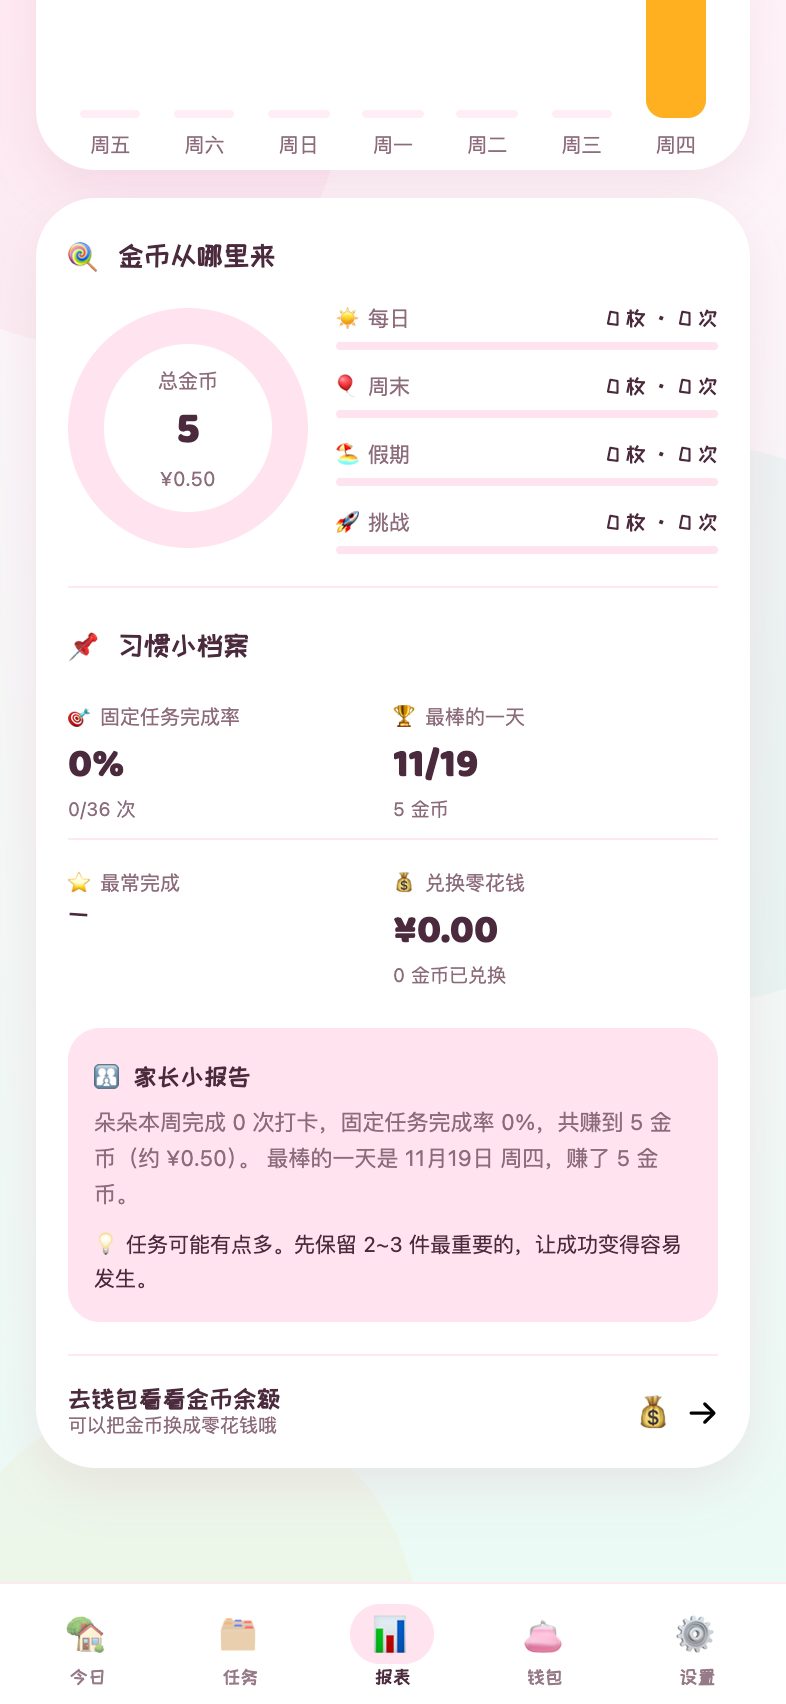 周五 周六 周日 周一 周二 周三 周四
金币从哪里来
总金币
5
¥0.50
每日 0 枚 · 0 次
周末 0 枚 · 0 次
假期 0 枚 · 0 次
挑战 0 枚 · 0 次
习惯小档案
固定任务完成率
0%
0/36 次
最棒的一天
11/19
5 金币
最常完成
—
兑换零花钱
¥0.00
0 金币已兑换
家长小报告
朵朵本周完成 0 次打卡，固定任务完成率 0%，共赚到 5 金
币（约 ¥0.50）。 最棒的一天是 11月19日 周四，赚了 5 金
币。
任务可能有点多。先保留 2~3 件最重要的，让成功变得容易
发生。
去钱包看看金币余额
可以把金币换成零花钱哦
今日 任务 报表 钱包 设置